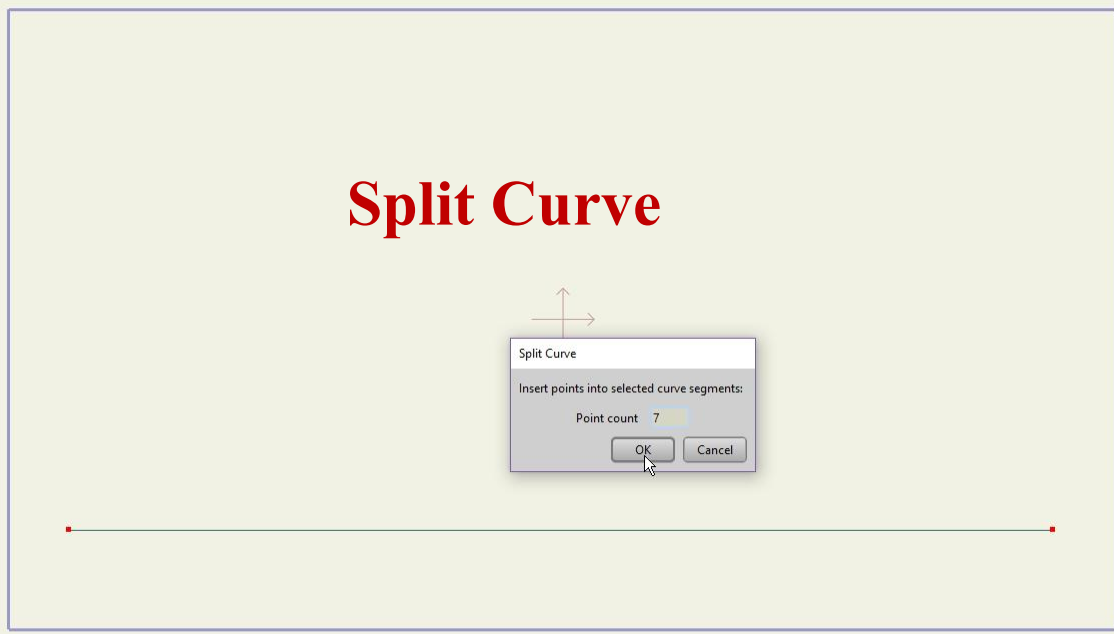 Split Curve
Split Curve
Insert points into selected curve segments:
Point count 7
OK Cancel